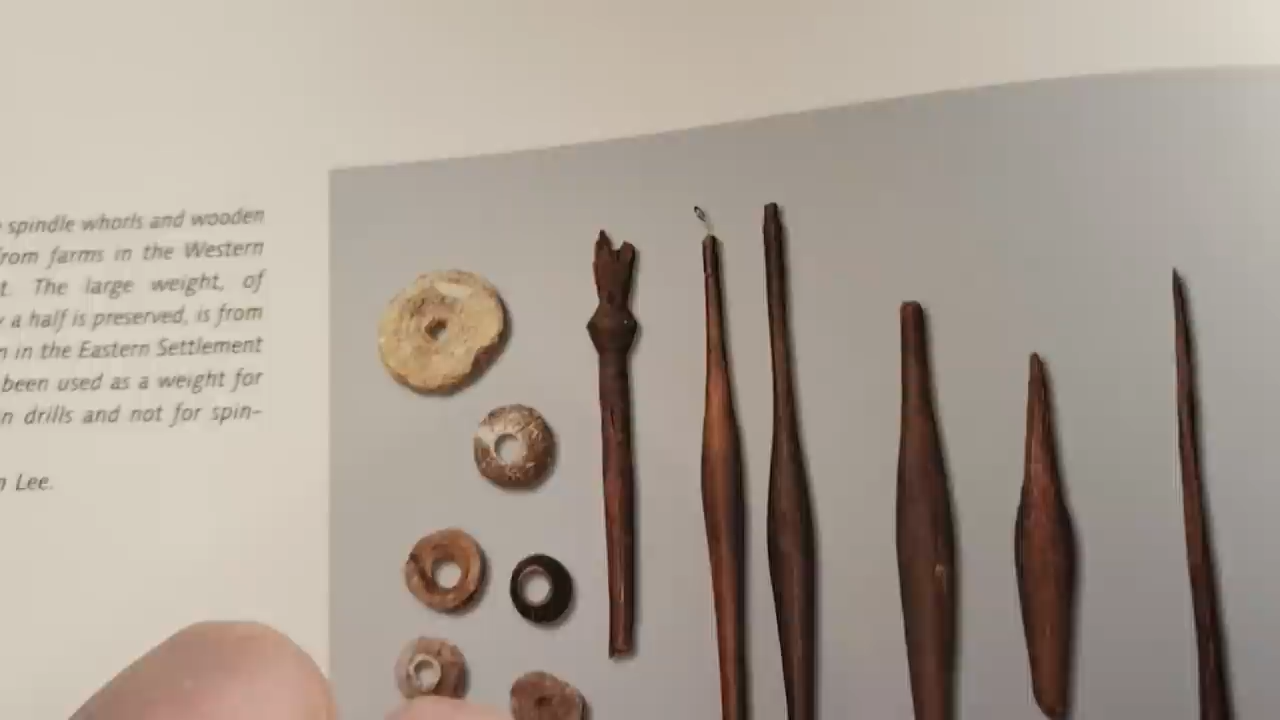 spindle whorls and wooden
from farms in the Western
t. The large weight, of
a half is preserved, is from
in the Eastern Settlement
been used as a weight for
n drills and not for spin-
n Lee.